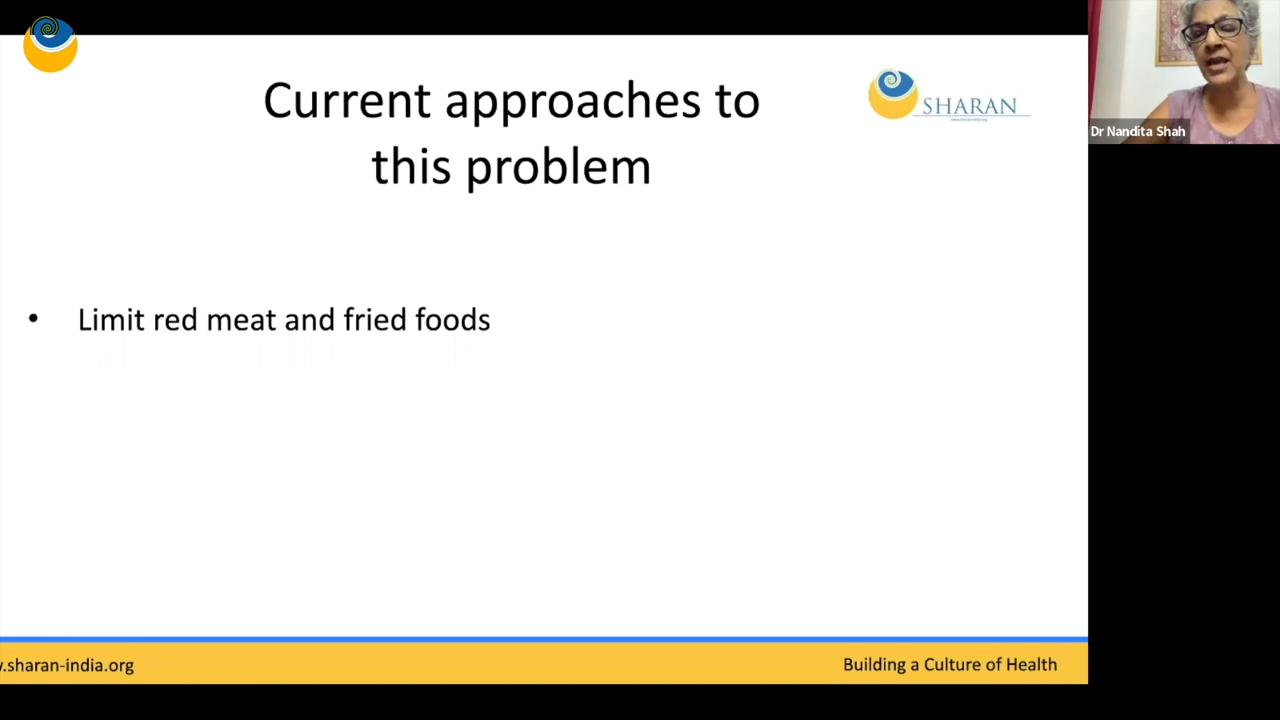 Current approaches to
this problem
SHARAN
Dr Nandita Shah
• Limit red meat and fried foods
.sharan-india.org
Building a Culture of Health